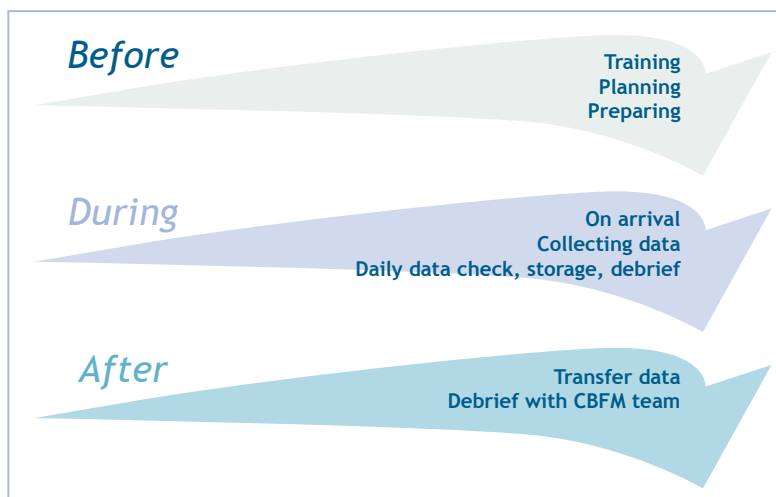 Before
Training
Planning
Preparing
During
On arrival
Collecting data
Daily data check, storage, debrief
After
Transfer data
Debrief with CBFM team